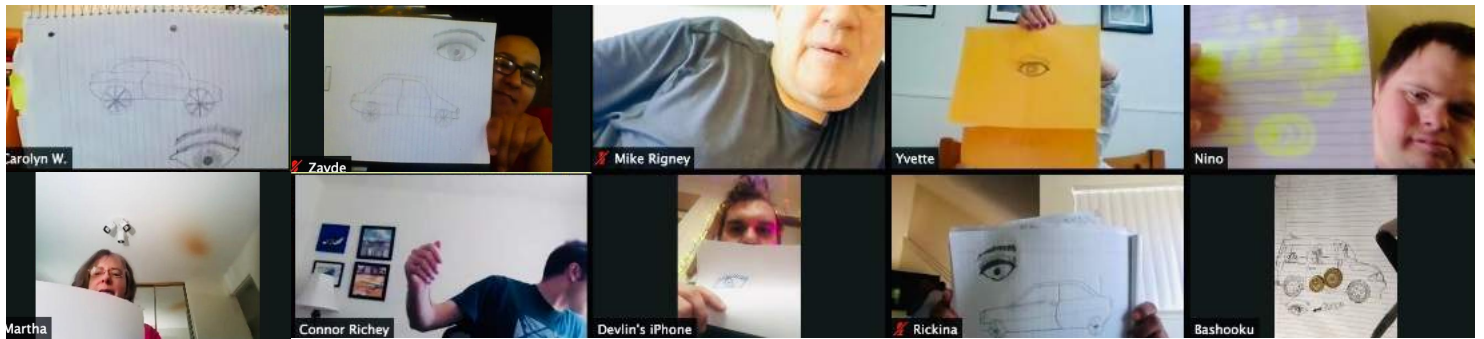 Carolyn W.
Zayde
Mike Rigney
Yvette
Nino
Martha
Connor Richey
Devlin's iPhone
Rickina
Bashooku